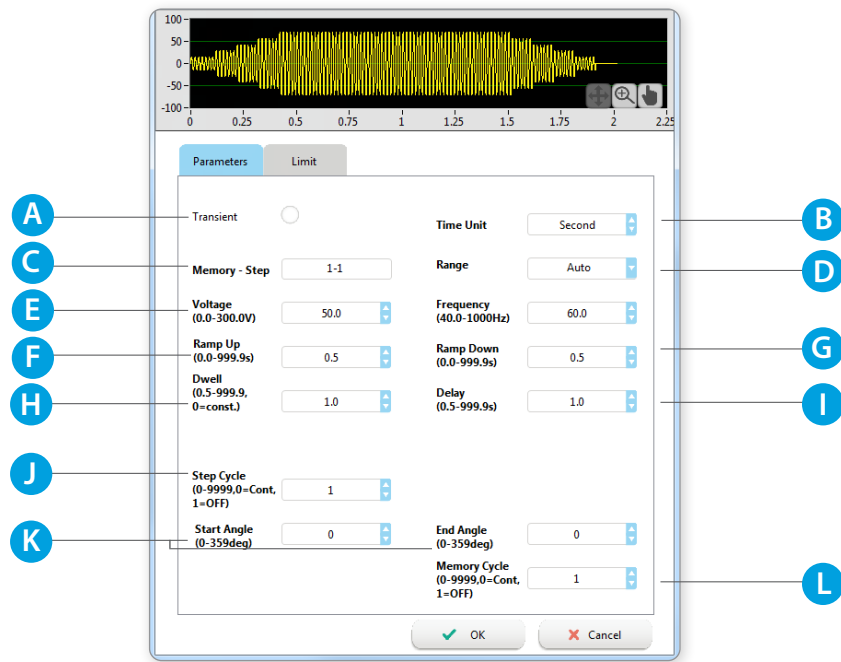 100
50
0
-50
-100
0 0.25 0.5 0.75 1 1.25 1.5 1.75 2 2.25
Parameters Limit
A Transient
Time Unit Second B
C Memory - Step 1-1
Range Auto D
E Voltage
(0.0-300.0V) 50.0
Frequency
(40.0-1000Hz) 60.0
F Ramp Up
(0.0-999.9s) 0.5
Ramp Down
(0.0-999.9s) 0.5 G
H Dwell
(0.5-999.9,
0=const.) 1.0
Delay
(0.5-999.9s) 1.0 I
J Step Cycle
(0-9999,0=Cont,
1=OFF) 1
K Start Angle
(0-359deg) 0
End Angle
(0-359deg) 0
Memory Cycle
(0-9999,0=Cont,
1=OFF) 1 L
OK Cancel